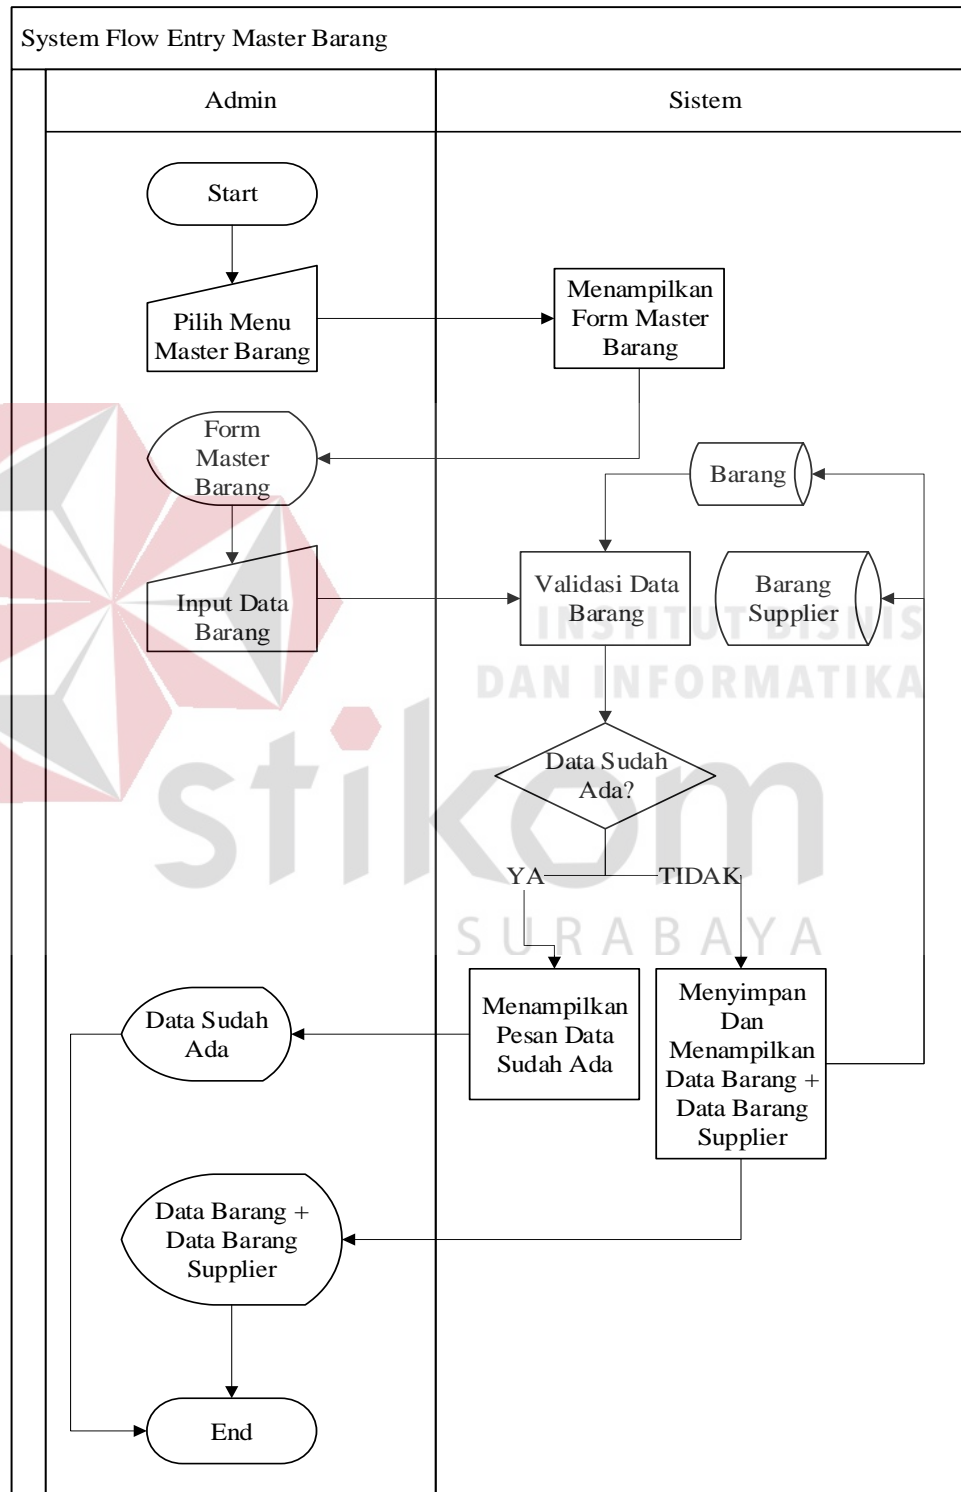 System Flow Entry Master Barang
Admin
Sistem
Start
Pilih Menu
Master Barang
Menampilkan
Form Master
Barang
Form
Master
Barang
Barang
Input Data
Barang
Validasi Data
Barang
Barang
Supplier
INSTITUT BISNIS
DAN INFORMATIKA
stikom
SURABAYA
Data Sudah
Ada?
YA
TIDAK
Data Sudah
Ada
Menampilkan
Pesan Data
Sudah Ada
Menyimpan
Dan
Menampilkan
Data Barang +
Data Barang
Supplier
Data Barang +
Data Barang
Supplier
End